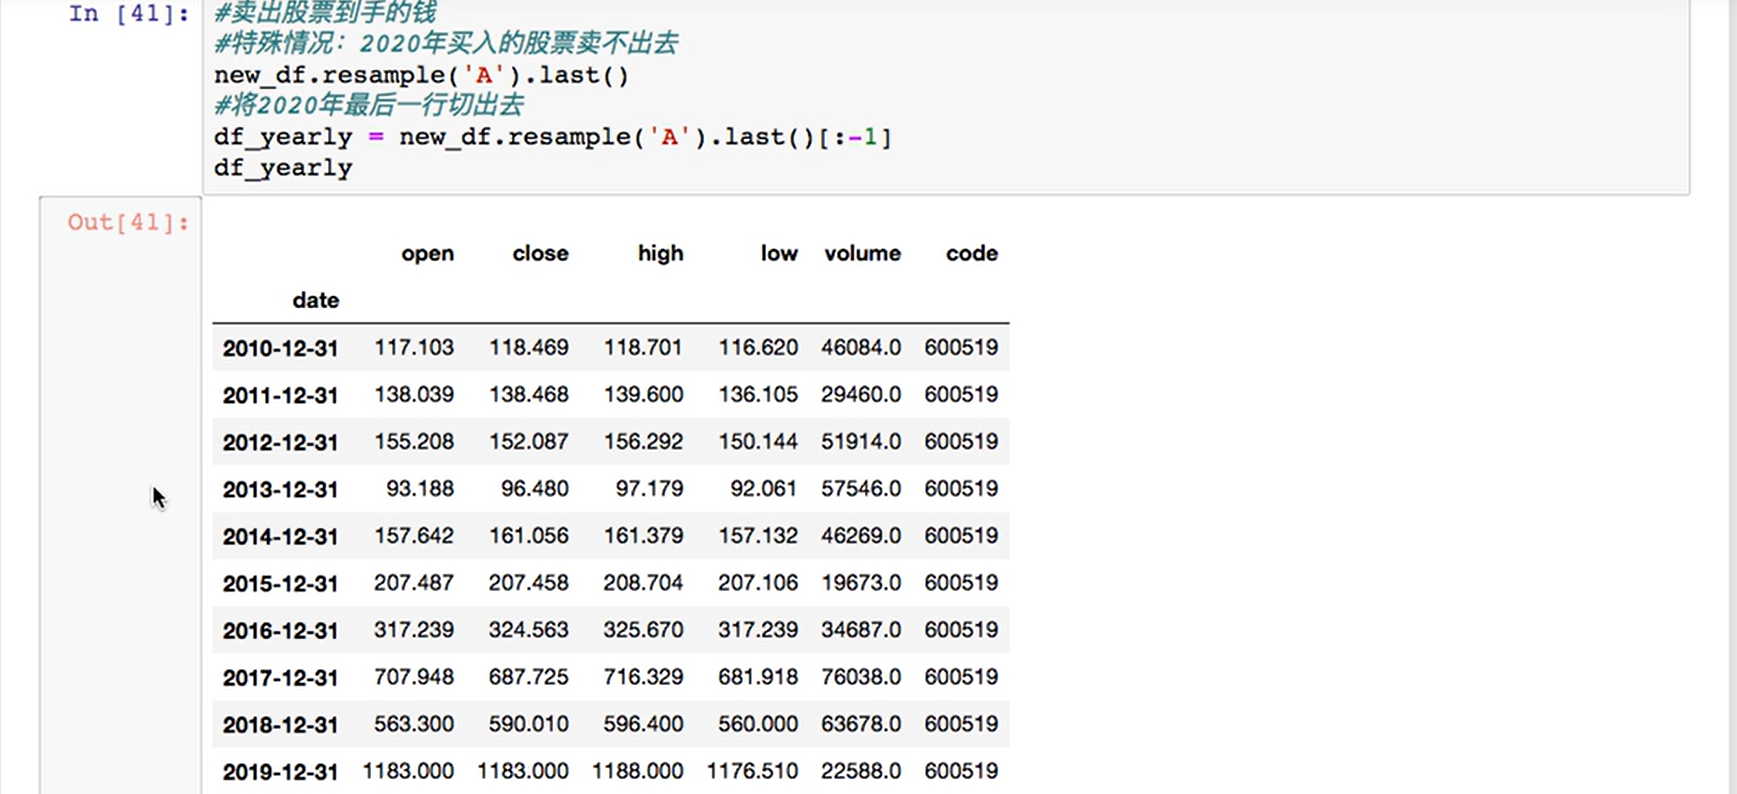 In [41]:
#卖出股票到手的钱
#特殊情况：2020年买入的股票卖不出去
new_df.resample('A').last()
#将2020年最后一行切出去
df_yearly = new_df.resample('A').last()[:-1]
df_yearly
Out[41]:
open close high low volume code
date
2010-12-31 117.103 118.469 118.701 116.620 46084.0 600519
2011-12-31 138.039 138.468 139.600 136.105 29460.0 600519
2012-12-31 155.208 152.087 156.292 150.144 51914.0 600519
2013-12-31 93.188 96.480 97.179 92.061 57546.0 600519
2014-12-31 157.642 161.056 161.379 157.132 46269.0 600519
2015-12-31 207.487 207.458 208.704 207.106 19673.0 600519
2016-12-31 317.239 324.563 325.670 317.239 34687.0 600519
2017-12-31 707.948 687.725 716.329 681.918 76038.0 600519
2018-12-31 563.300 590.010 596.400 560.000 63678.0 600519
2019-12-31 1183.000 1183.000 1188.000 1176.510 22588.0 600519